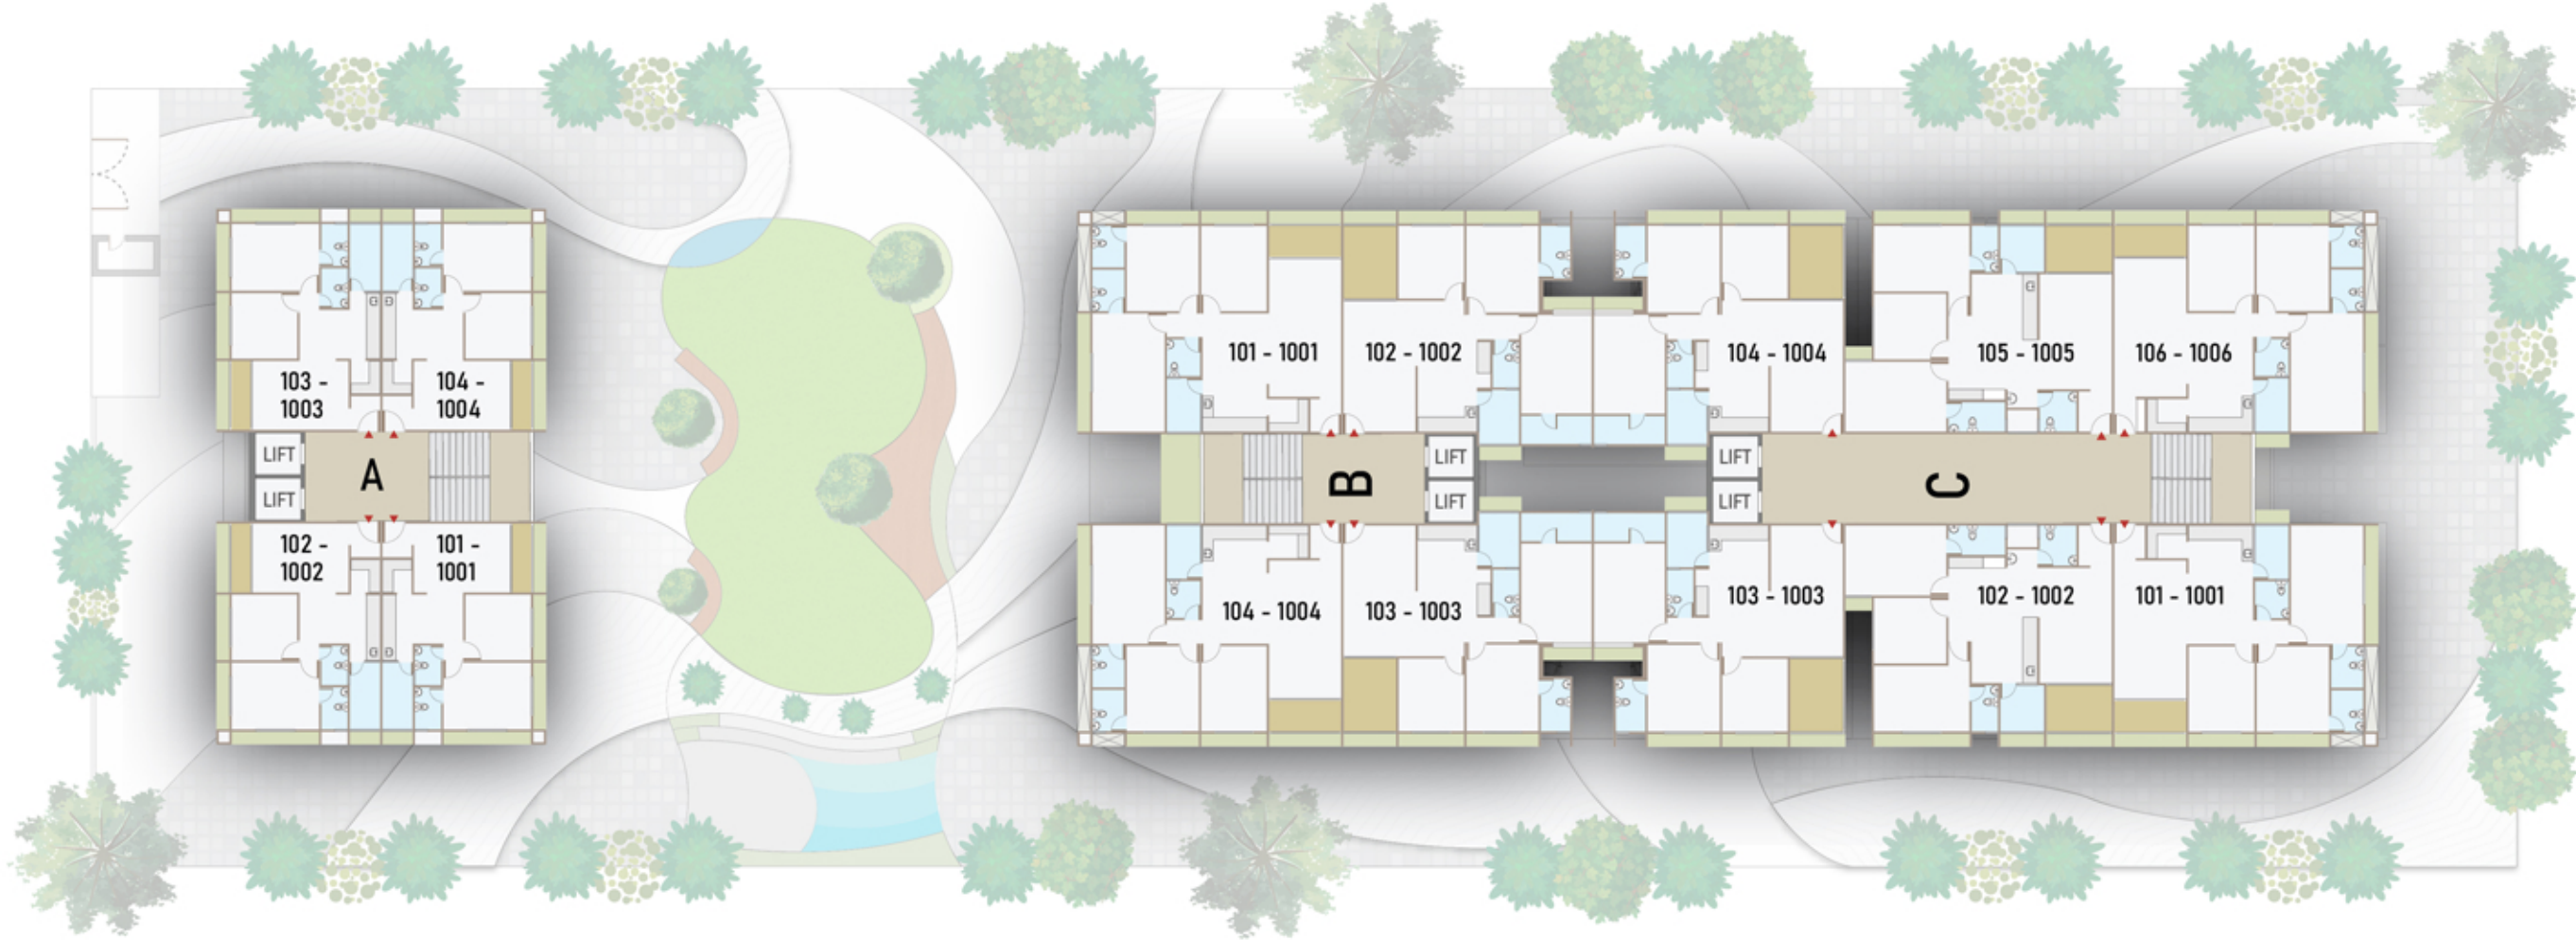 101 - 1001
102 - 1002
104 - 1004
105 - 1005
106 - 1006
103 -
1003
104 -
1004
LIFT
LIFT
A
B
LIFT
LIFT
LIFT
LIFT
C
102 -
1002
101 -
1001
104 - 1004
103 - 1003
103 - 1003
102 - 1002
101 - 1001